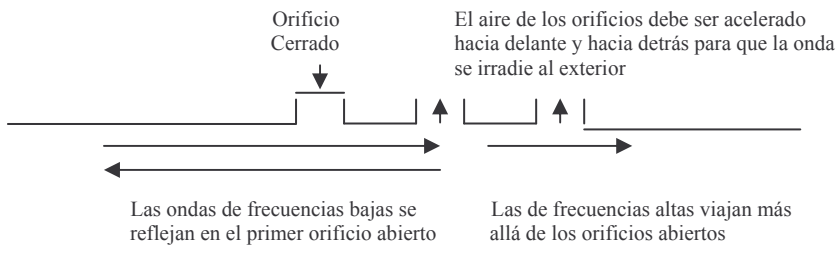 Orificio
Cerrado
El aire de los orificios debe ser acelerado
hacia delante y hacia detrás para que la onda
se irradie al exterior
Las ondas de frecuencias bajas se
reflejan en el primer orificio abierto
Las de frecuencias altas viajan más
allá de los orificios abiertos